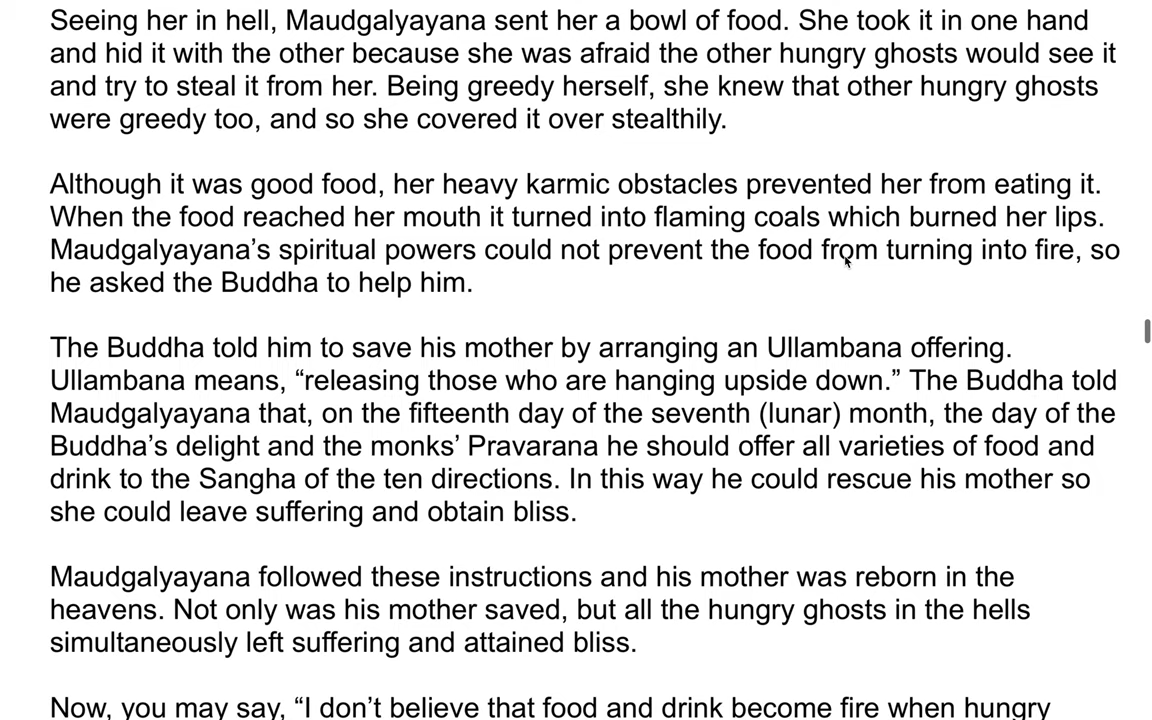 Seeing her in hell, Maudgalyayana sent her a bowl of food. She took it in one hand
and hid it with the other because she was afraid the other hungry ghosts would see it
and try to steal it from her. Being greedy herself, she knew that other hungry ghosts
were greedy too, and so she covered it over stealthily.
Although it was good food, her heavy karmic obstacles prevented her from eating it.
When the food reached her mouth it turned into flaming coals which burned her lips.
Maudgalyayana’s spiritual powers could not prevent the food from turning into fire, so
he asked the Buddha to help him.
The Buddha told him to save his mother by arranging an Ullambana offering.
Ullambana means, “releasing those who are hanging upside down.” The Buddha told
Maudgalyayana that, on the fifteenth day of the seventh (lunar) month, the day of the
Buddha’s delight and the monks’ Pravarana he should offer all varieties of food and
drink to the Sangha of the ten directions. In this way he could rescue his mother so
she could leave suffering and obtain bliss.
Maudgalyayana followed these instructions and his mother was reborn in the
heavens. Not only was his mother saved, but all the hungry ghosts in the hells
simultaneously left suffering and attained bliss.
Now, you may say, “I don’t believe that food and drink become fire when hungry